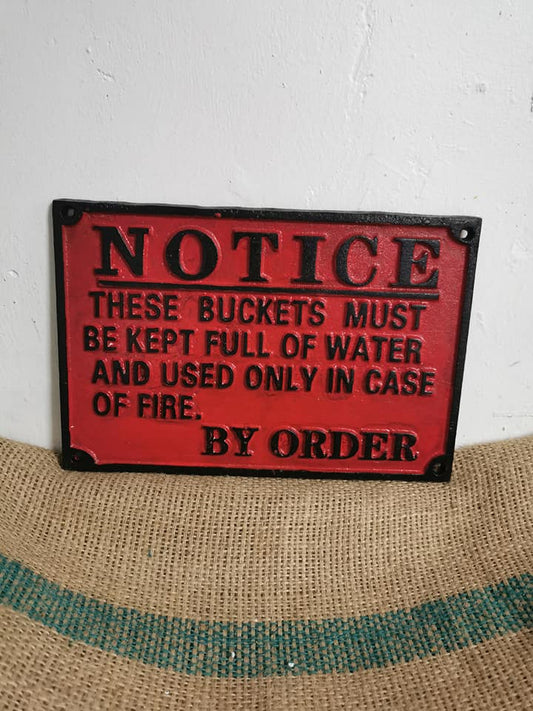 NOTICE
THESE BUCKETS MUST
BE KEPT FULL OF WATER
AND USED ONLY IN CASE
OF FIRE.
BY ORDER